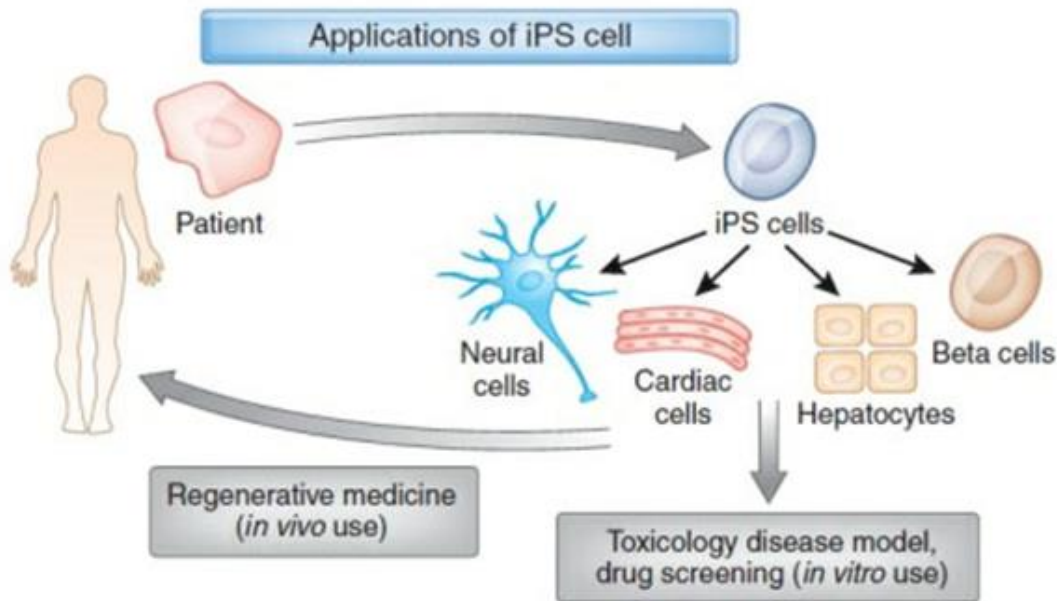 Applications of iPS cell
Patient
iPS cells
Neural
cells
Cardiac
cells
Hepatocytes
Beta cells
Regenerative medicine
(in vivo use)
Toxicology disease model,
drug screening (in vitro use)